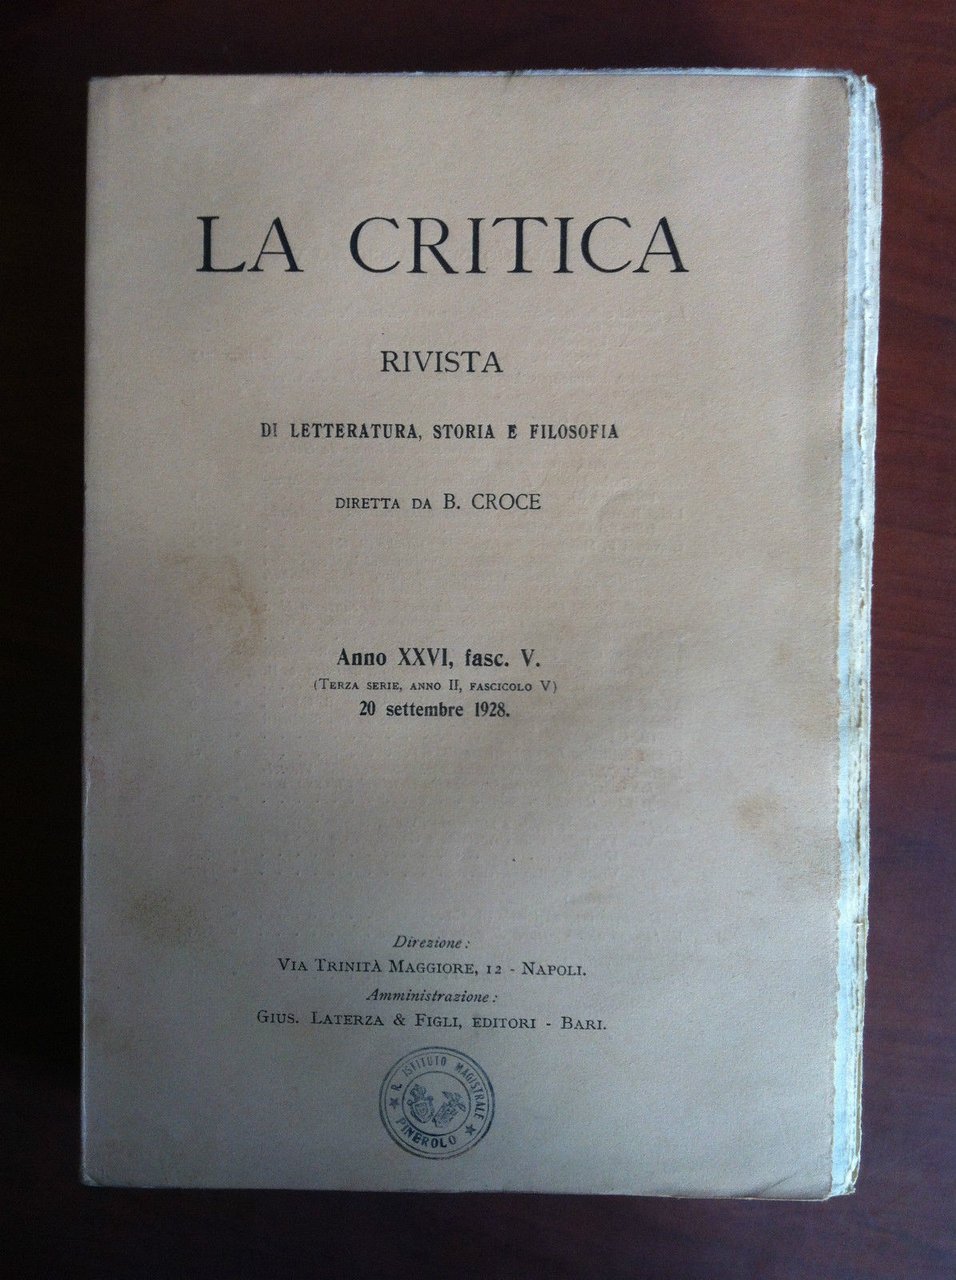 LA CRITICA
RIVISTA
DI LETTERATURA, STORIA E FILOSOFIA
DIRETTA DA B. CROCE
Anno XXVI, fasc. V.
(TERZA SERIE, ANNO II, FASCICOLO V)
20 settembre 1928.
Direzione:
VIA TRINITÀ MAGGIORE, 12 - NAPOLI.
Amministrazione:
GIUS. LATERZA & FIGLI, EDITORI - BARI.
R. ISTITUTO MAGISTRALE
PINEROLO